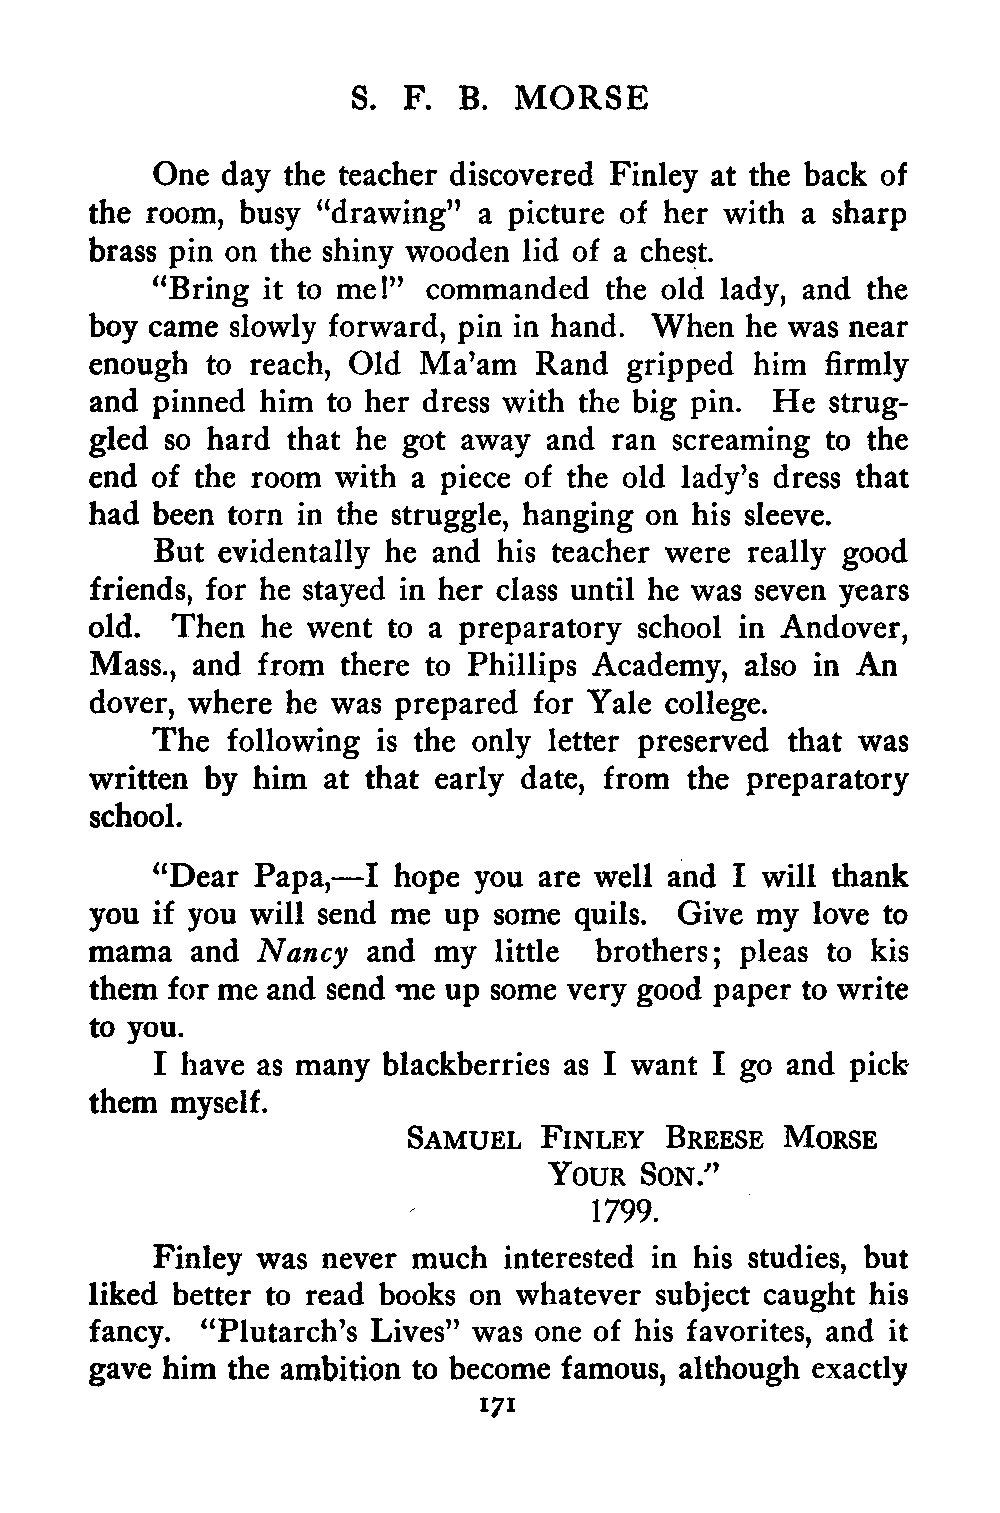 S. F. B. MORSE
One day the teacher discovered Finley at the back of
the room, busy “drawing” a picture of her with a sharp
brass pin on the shiny wooden lid of a chest.
“Bring it to me!” commanded the old lady, and the
boy came slowly forward, pin in hand. When he was near
enough to reach, Old Ma’am Rand gripped him firmly
and pinned him to her dress with the big pin. He strug-
gled so hard that he got away and ran screaming to the
end of the room with a piece of the old lady’s dress that
had been torn in the struggle, hanging on his sleeve.
But evidentally he and his teacher were really good
friends, for he stayed in her class until he was seven years
old. Then he went to a preparatory school in Andover,
Mass., and from there to Phillips Academy, also in An
dover, where he was prepared for Yale college.
The following is the only letter preserved that was
written by him at that early date, from the preparatory
school.
“Dear Papa,—I hope you are well and I will thank
you if you will send me up some quils. Give my love to
mama and Nancy and my little brothers; pleas to kis
them for me and send me up some very good paper to write
to you.
I have as many blackberries as I want I go and pick
them myself.
SAMUEL FINLEY BREESE MORSE
YOUR SON.”
1799.
Finley was never much interested in his studies, but
liked better to read books on whatever subject caught his
fancy. “Plutarch’s Lives” was one of his favorites, and it
gave him the ambition to become famous, although exactly
171